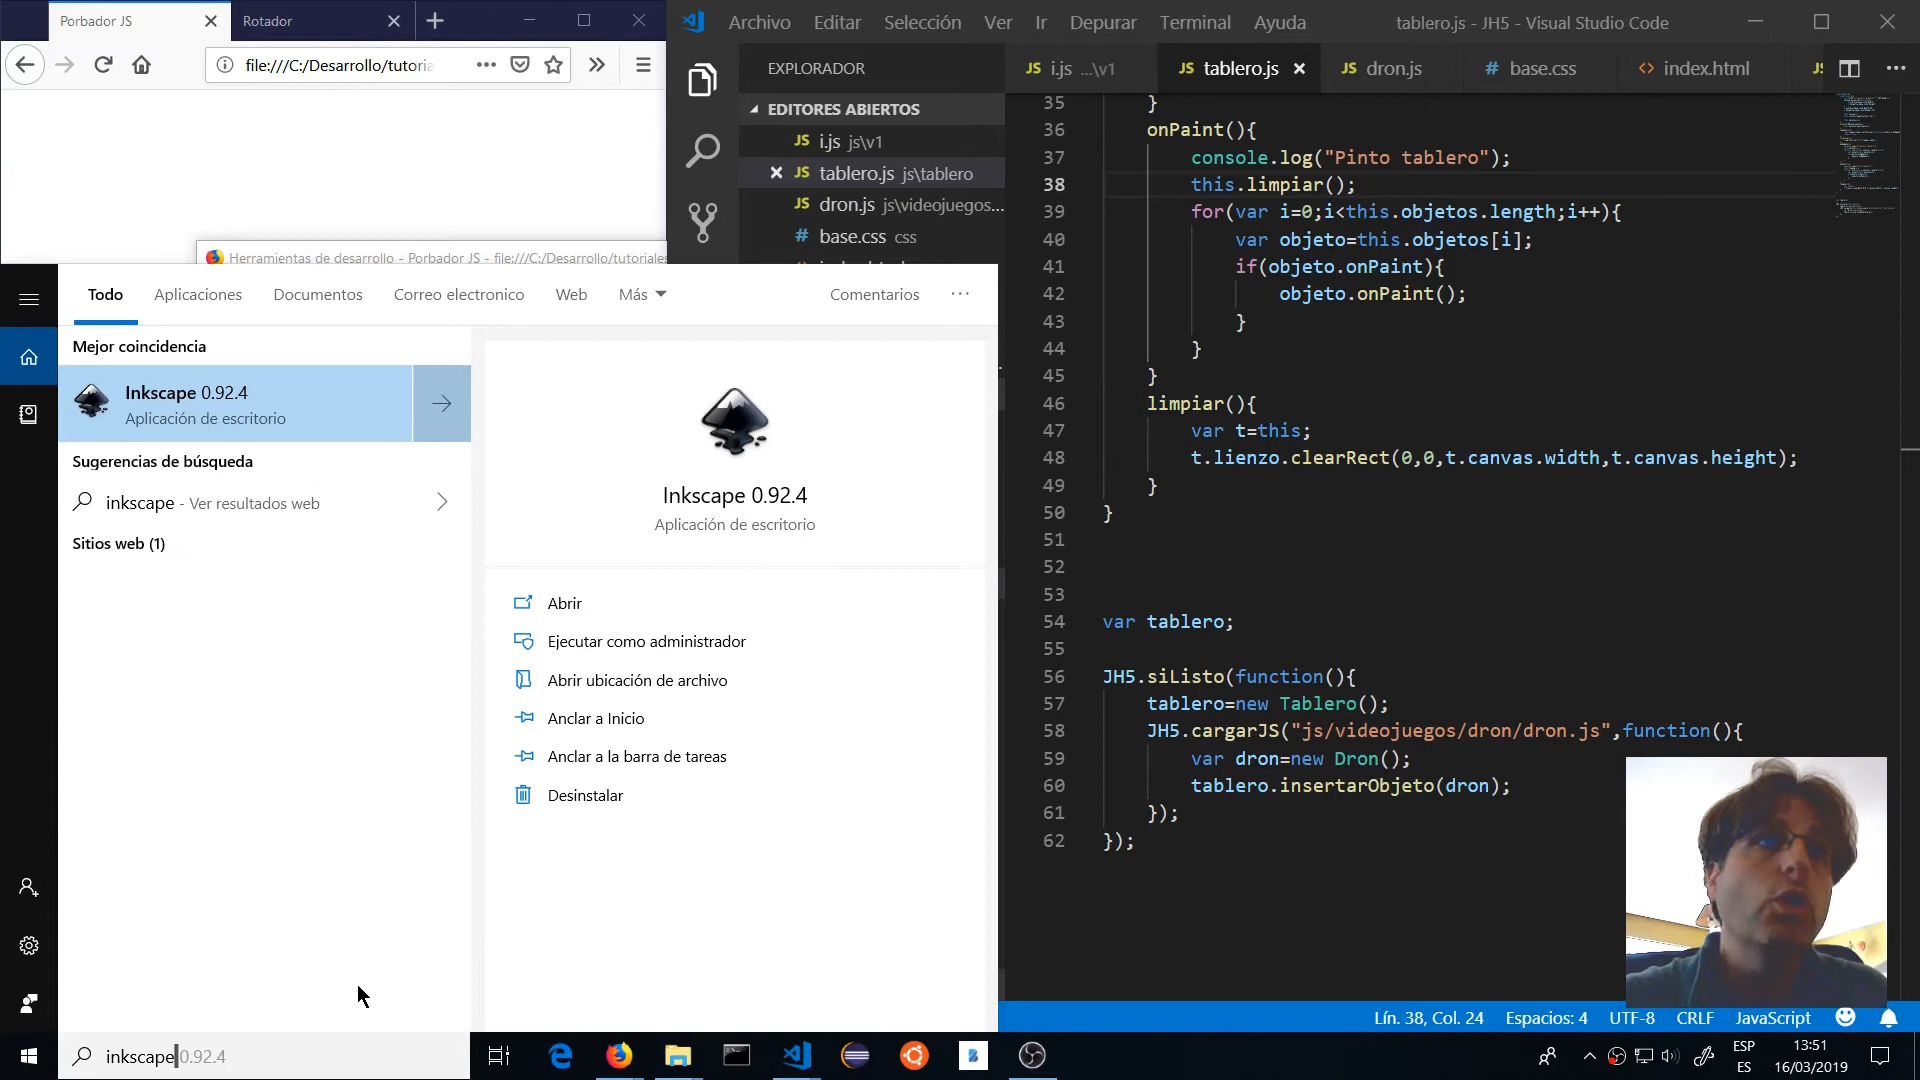 Porbador JS
Rotador
file:///C:/Desarrollo/tutoria
Herramientas de desarrollo - Porbador JS - file:///C:/Desarrollo/tutoriales
Todo
Aplicaciones
Documentos
Correo electronico
Web
Más
Comentarios
Mejor coincidencia
Inkscape 0.92.4
Aplicación de escritorio
Sugerencias de búsqueda
inkscape - Ver resultados web
Sitios web (1)
Inkscape 0.92.4
Aplicación de escritorio
Abrir
Ejecutar como administrador
Abrir ubicación de archivo
Anclar a Inicio
Anclar a la barra de tareas
Desinstalar
inkscape 0.92.4
Archivo Editar Selección Ver Ir Depurar Terminal Ayuda
tablero.js - JH5 - Visual Studio Code
EXPLORADOR
EDITORES ABIERTOS
JS i.js js\v1
JS tablero.js js\tablero
JS dron.js js\videojuegos...
# base.css css
JS i.js ...\v1
JS tablero.js
JS dron.js
# base.css
<> index.html
35 }
36 onPaint(){
37 console.log("Pinto tablero");
38 this.limpiar();
39 for(var i=0;i<this.objetos.length;i++){
40 var objeto=this.objetos[i];
41 if(objeto.onPaint){
42 objeto.onPaint();
43 }
44 }
45 }
46 limpiar(){
47 var t=this;
48 t.lienzo.clearRect(0,0,t.canvas.width,t.canvas.height);
49 }
50 }
51
52
53
54 var tablero;
55
56 JH5.siListo(function(){
57 tablero=new Tablero();
58 JH5.cargarJS("js/videojuegos/dron/dron.js",function(){
59 var dron=new Dron();
60 tablero.insertarObjeto(dron);
61 });
62 });
Lín. 38, Col. 24
Espacios: 4
UTF-8
CRLF
JavaScript
ESP
ES
13:51
16/03/2019